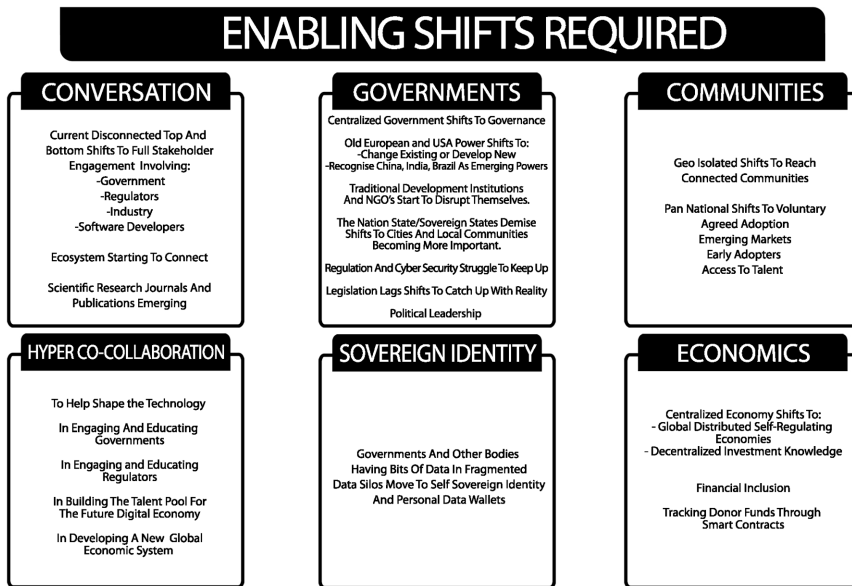 ENABLING SHIFTS REQUIRED
CONVERSATION
Current Disconnected Top And
Bottom Shifts To Full Stakeholder
Engagement Involving:
-Government
-Regulators
-Industry
-Software Developers
Ecosystem Starting To Connect
Scientific Research Journals And
Publications Emerging
GOVERNMENTS
Centralized Government Shifts To Governance
Old European and USA Power Shifts To:
-Change Existing or Develop New
-Recognise China, India, Brazil As Emerging Powers
Traditional Development Institutions
And NGO's Start To Disrupt Themselves.
The Nation State/Sovereign States Demise
Shifts To Cities And Local Communities
Becoming More Important.
Regulation And Cyber Security Struggle To Keep Up
Legislation Lags Shifts To Catch Up With Reality
Political Leadership
COMMUNITIES
Geo Isolated Shifts To Reach
Connected Communities
Pan National Shifts To Voluntary
Agreed Adoption
Emerging Markets
Early Adopters
Access To Talent
HYPER CO-COLLABORATION
To Help Shape the Technology
In Engaging And Educating
Governments
In Engaging and Educating
Regulators
In Building The Talent Pool For
The Future Digital Economy
In Developing A New Global
Economic System
SOVEREIGN IDENTITY
Governments And Other Bodies
Having Bits Of Data In Fragmented
Data Silos Move To Self Sovereign Identity
And Personal Data Wallets
ECONOMICS
Centralized Economy Shifts To:
- Global Distributed Self-Regulating
Economies
- Decentralized Investment Knowledge
Financial Inclusion
Tracking Donor Funds Through
Smart Contracts